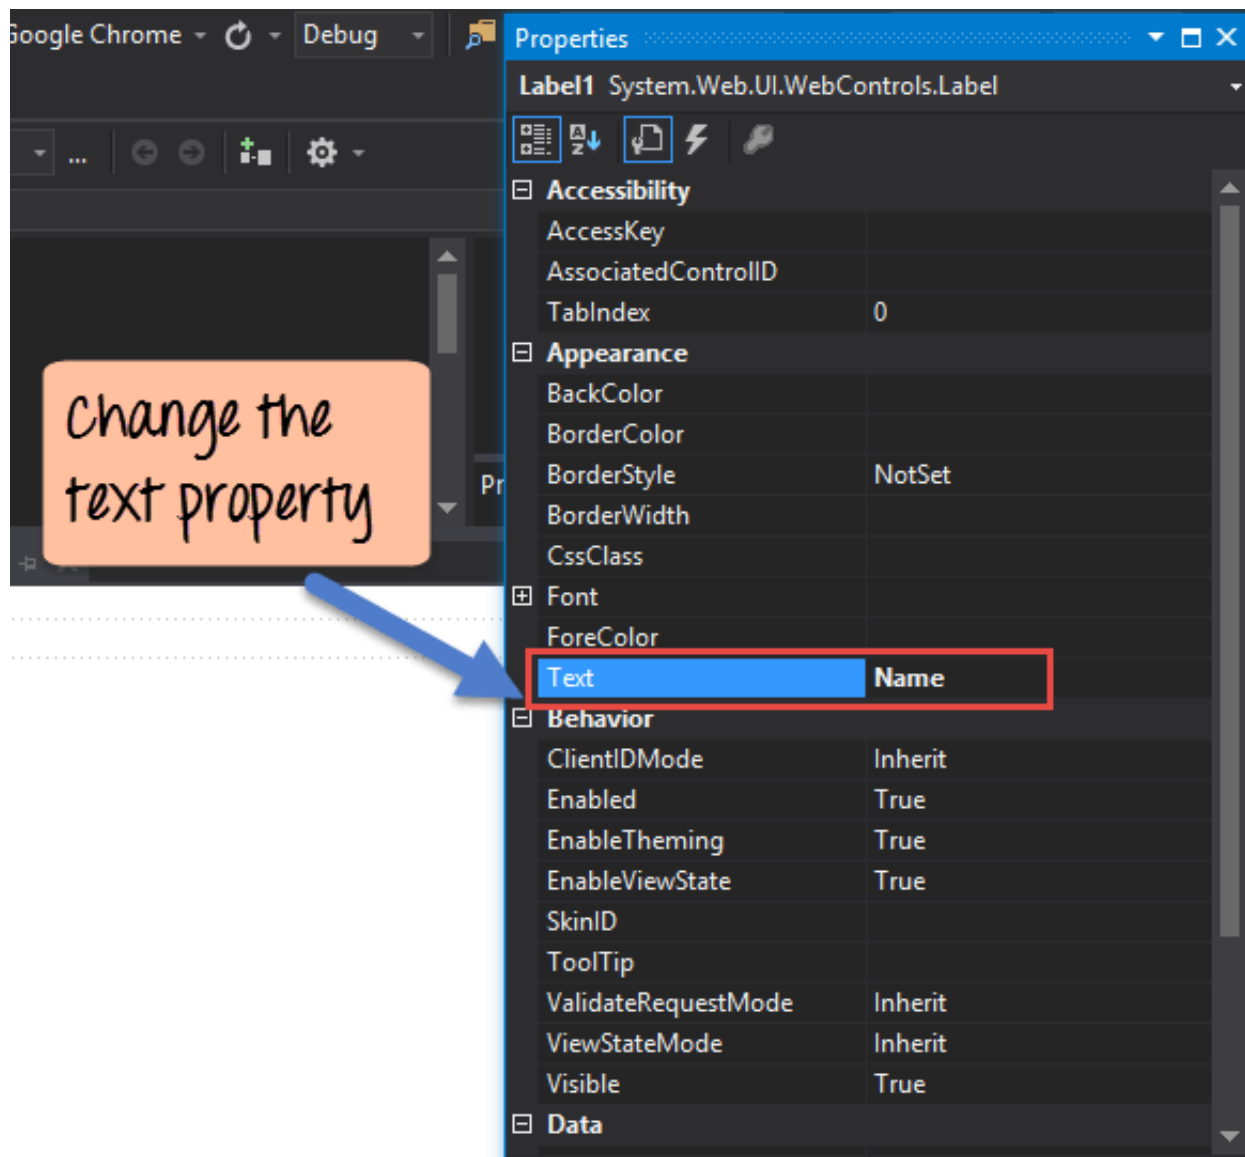 Google Chrome Debug
Properties
Label1 System.Web.UI.WebControls.Label
Accessibility
AccessKey
AssociatedControlID
TabIndex 0
Appearance
BackColor
BorderColor
BorderStyle NotSet
BorderWidth
CssClass
Font
ForeColor
Text Name
Behavior
ClientIDMode Inherit
Enabled True
EnableTheming True
EnableViewState True
SkinID
ToolTip
ValidateRequestMode Inherit
ViewStateMode Inherit
Visible True
Data
...
Change the
text property
Pr